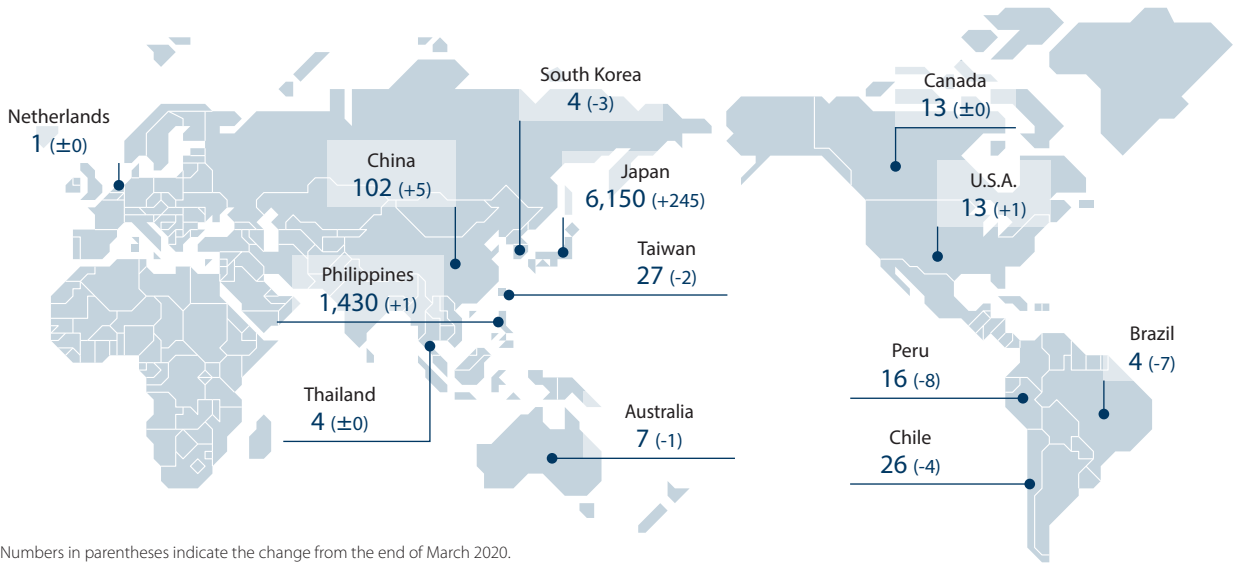 Netherlands
1 (±0)
China
102 (+5)
South Korea
4 (-3)
Japan
6,150 (+245)
Taiwan
27 (-2)
Philippines
1,430 (+1)
Thailand
4 (±0)
Australia
7 (-1)
Canada
13 (±0)
U.S.A.
13 (+1)
Peru
16 (-8)
Brazil
4 (-7)
Chile
26 (-4)
Numbers in parentheses indicate the change from the end of March 2020.